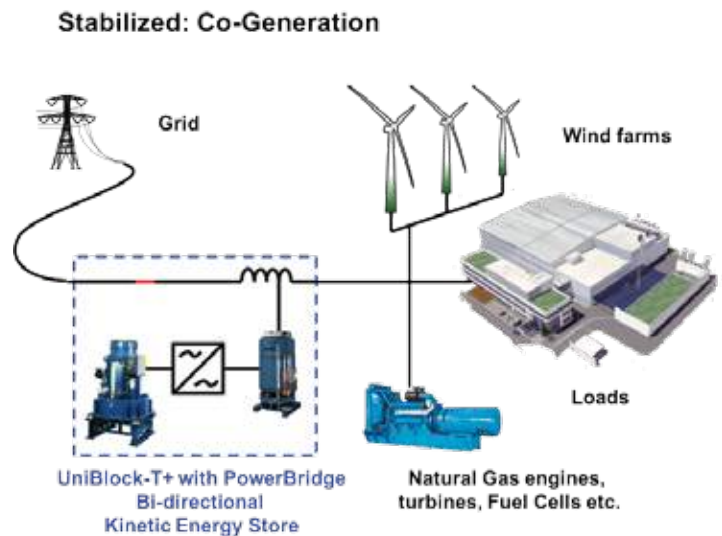 Stabilized: Co-Generation
Grid
Wind farms
Loads
UniBlock-T+ with PowerBridge
Bi-directional
Kinetic Energy Store
Natural Gas engines,
turbines, Fuel Cells etc.